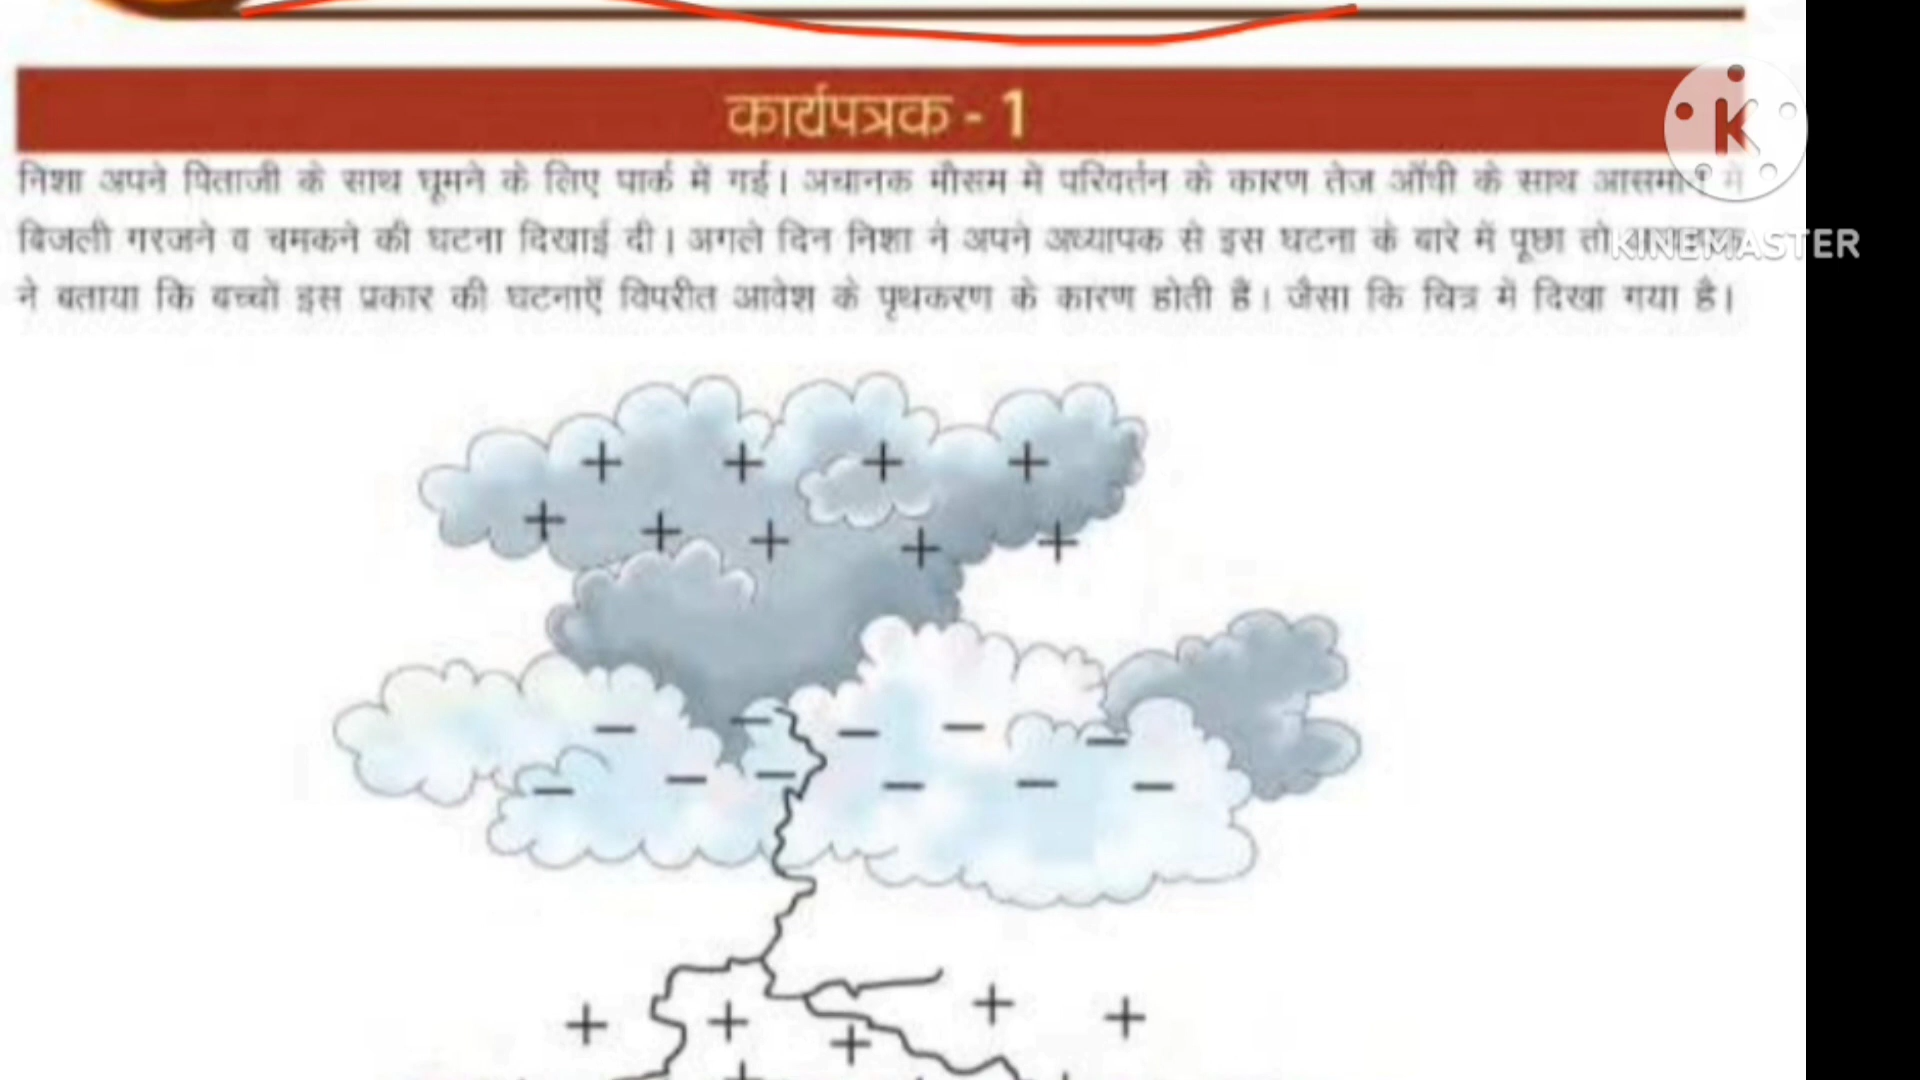 कार्यपत्रक - 1
निशा अपने पिताजी के साथ घूमने के लिए पार्क में गई। अचानक मौसम में परिवर्तन के कारण तेज आँधी के साथ आसमान में
बिजली गरजने व चमकने की घटना दिखाई दी। अगले दिन निशा ने अपने अध्यापक से इस घटना के बारे में पूछा तो
ने बताया कि बच्चों इस प्रकार की घटनाएँ विपरीत आवेश के पृथकरण के कारण होती है। जैसा कि चित्र में दिखा गया है।
K
KINEMASTER
+ + + +
+ + + + +
− − − − −
− − − − − −
+ + + + +